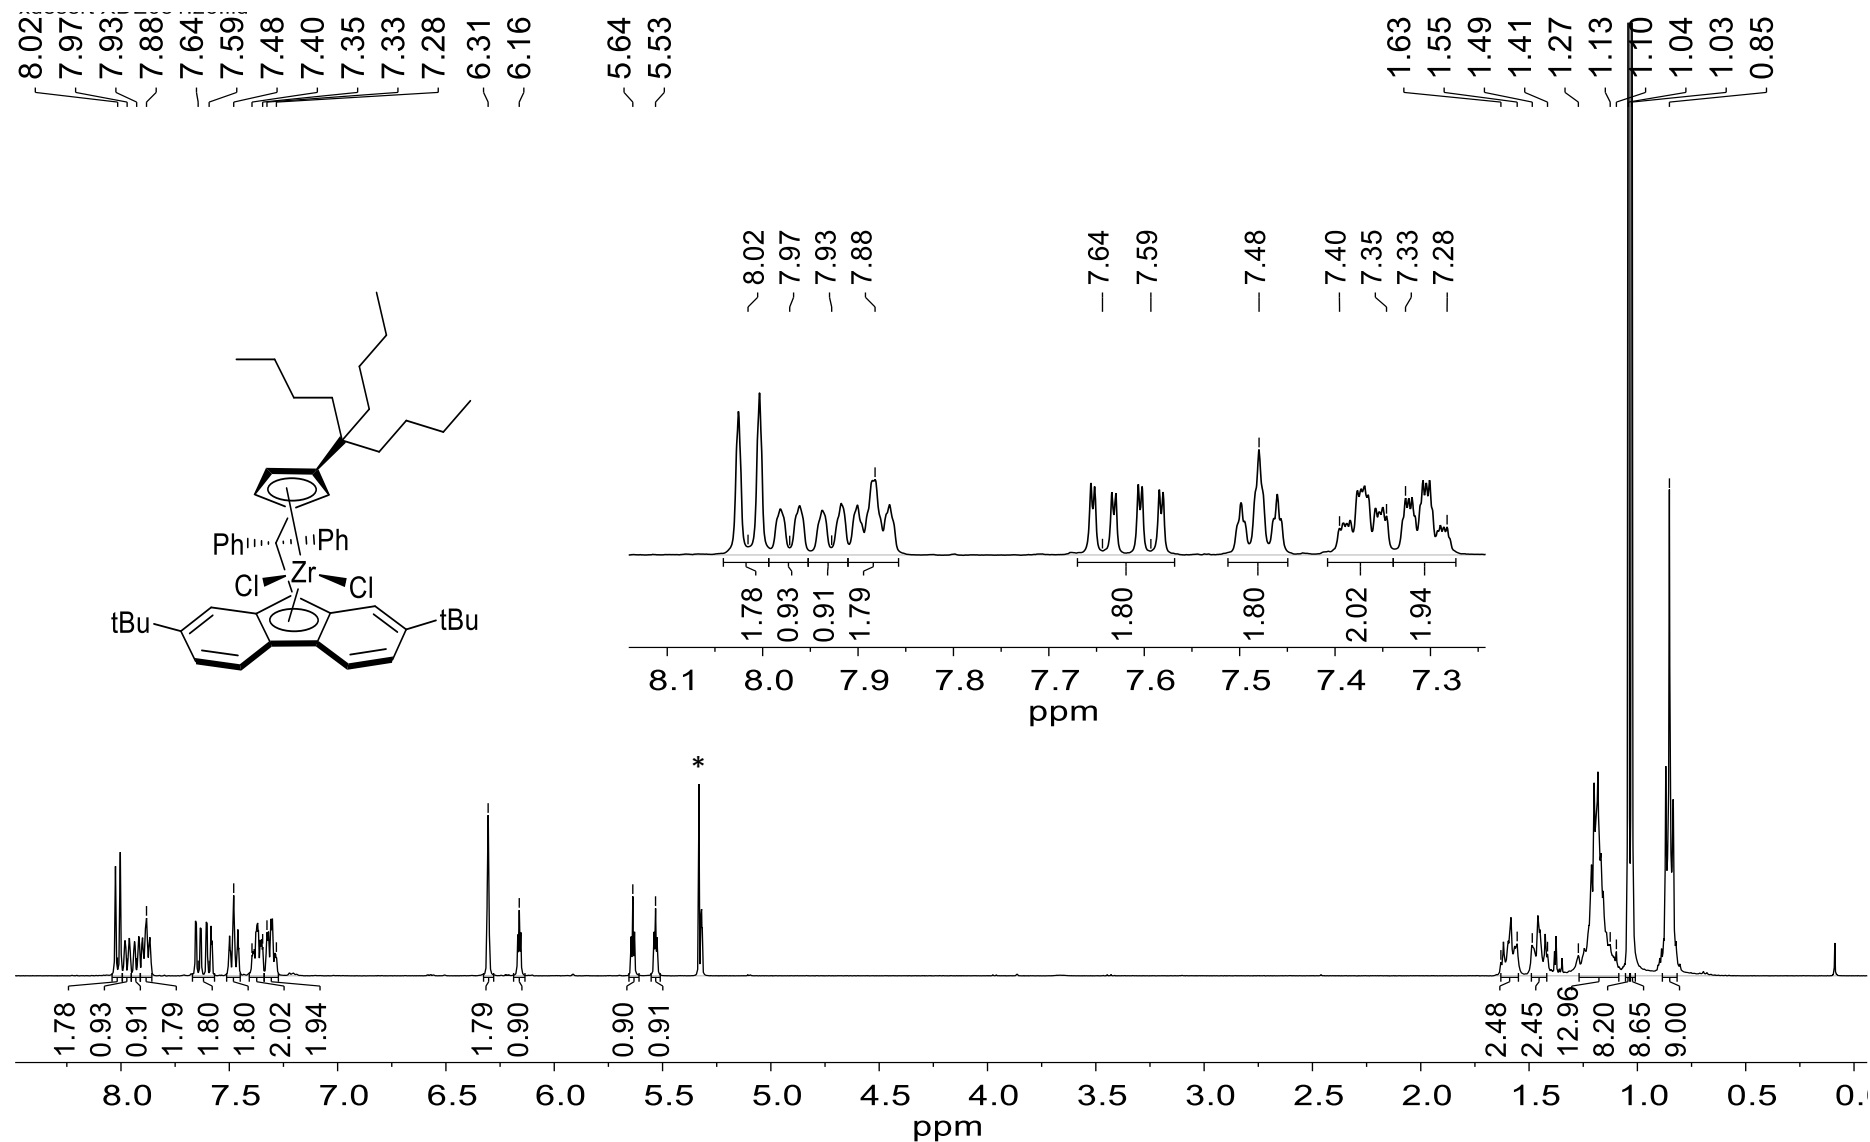 8.02 7.97 7.93 7.88 7.64 7.59 7.48 7.40 7.35 7.33 7.28 6.31 6.16 5.64 5.53 1.63 1.55 1.49 1.41 1.27 1.13 1.10 1.04 1.03 0.85
8.02 7.97 7.93 7.88 7.64 7.59 7.48 7.40 7.35 7.33 7.28
Ph Ph
Cl Zr Cl
tBu tBu
1.78 0.93 0.91 1.79 1.80 1.80 2.02 1.94
8.1 8.0 7.9 7.8 7.7 7.6 7.5 7.4 7.3
ppm
*
1.78 0.93 0.91 1.79 1.80 1.80 2.02 1.94 1.79 0.90 0.90 0.91 2.48 2.45 12.96 8.20 8.65 9.00
8.0 7.5 7.0 6.5 6.0 5.5 5.0 4.5 4.0 3.5 3.0 2.5 2.0 1.5 1.0 0.5
ppm